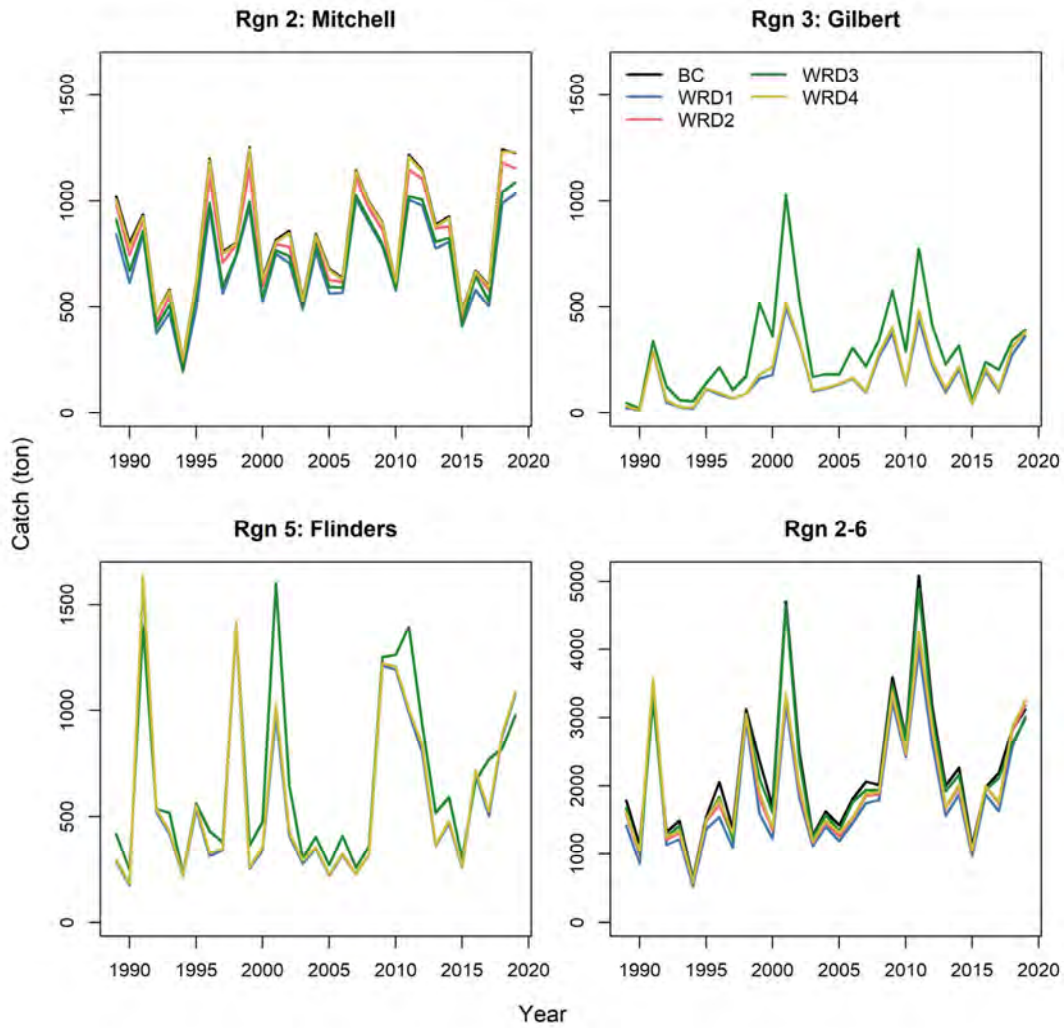 Rgn 2: Mitchell
Rgn 3: Gilbert
1500
1000
500
0
1990 1995 2000 2005 2010 2015 2020
1500
1000
500
0
BC
WRD1
WRD2
WRD3
WRD4
1990 1995 2000 2005 2010 2015 2020
Catch (ton)
Rgn 5: Flinders
Rgn 2-6
1500
1000
500
0
1990 1995 2000 2005 2010 2015 2020
5000
4000
3000
2000
1000
0
1990 1995 2000 2005 2010 2015 2020
Year